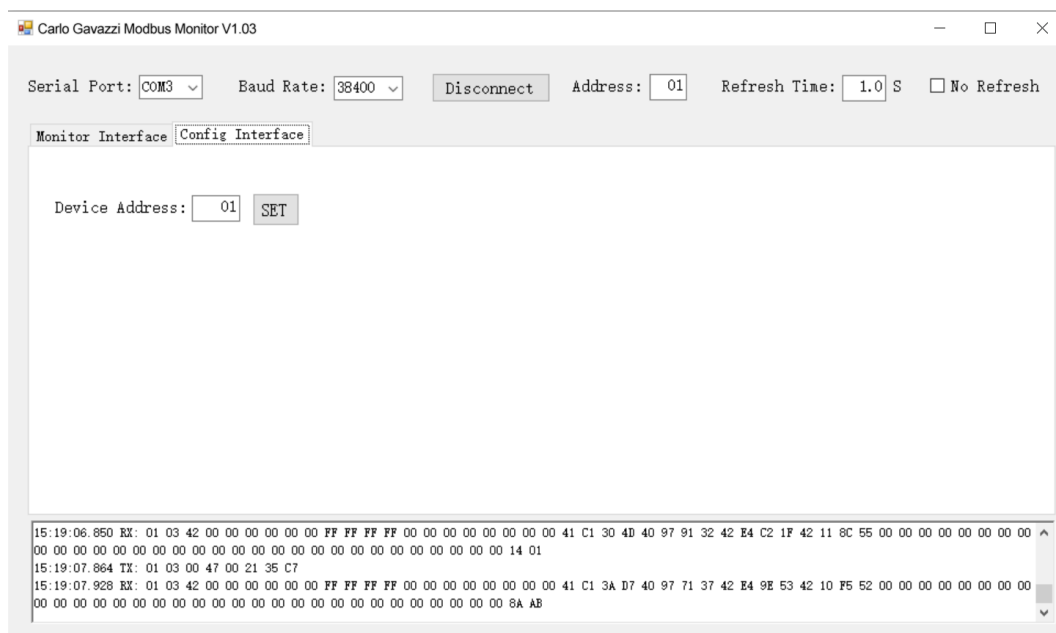 Carlo Gavazzi Modbus Monitor V1.03
Serial Port: COM3 Baud Rate: 38400 Disconnect Address: 01 Refresh Time: 1.0 S No Refresh
Monitor Interface Config Interface
Device Address: 01 SET
15:19:06.850 RX: 01 03 42 00 00 00 00 00 00 FF FF FF FF 00 00 00 00 00 00 00 00 41 C1 30 4D 40 97 91 32 42 E4 C2 1F 42 11 8C 55 00 00 00 00 00 00 00 00
00 00 00 00 00 00 00 00 00 00 00 00 00 00 00 00 00 00 00 00 00 00 00 00 14 01
15:19:07.864 TX: 01 03 00 47 00 21 35 C7
15:19:07.928 RX: 01 03 42 00 00 00 00 00 00 FF FF FF FF 00 00 00 00 00 00 00 00 41 C1 3A D7 40 97 71 37 42 E4 9E 53 42 10 F5 52 00 00 00 00 00 00 00 00
00 00 00 00 00 00 00 00 00 00 00 00 00 00 00 00 00 00 00 00 00 00 00 00 8A AB